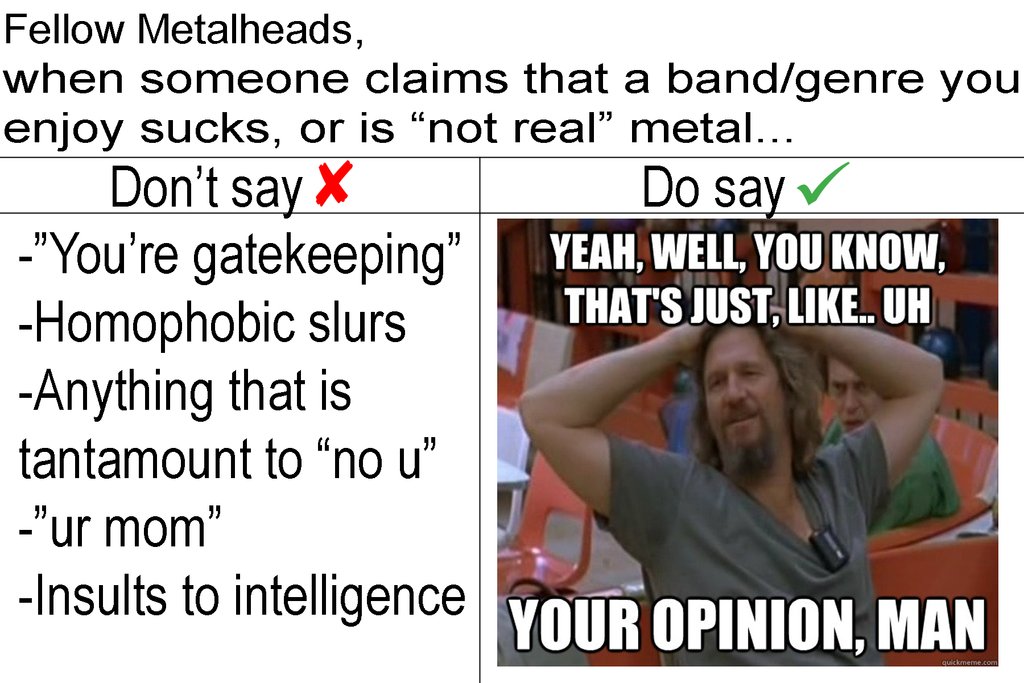 Fellow Metalheads,
when someone claims that a band/genre you
enjoy sucks, or is “not real” metal...
Don’t say ✘
Do say ✓
-”You’re gatekeeping”
-Homophobic slurs
-Anything that is
tantamount to “no u”
-”ur mom”
-Insults to intelligence
YEAH, WELL, YOU KNOW,
THAT'S JUST, LIKE.. UH
YOUR OPINION, MAN
quickmeme.com